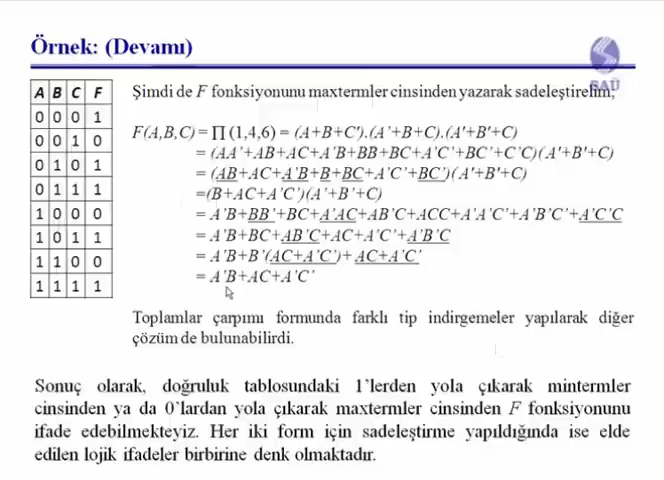 Örnek: (Devamı)
SAÜ
A B C F
0 0 0 1
0 0 1 0
0 1 0 1
0 1 1 1
1 0 0 0
1 0 1 1
1 1 0 0
1 1 1 1
Şimdi de F fonksiyonunu maxtermler cinsinden yazarak sadeleştirelim;
F(A,B,C) = ∏ (1,4,6) = (A+B+C').(A'+B+C).(A'+B'+C)
= (AA'+AB+AC+A'B+BB+BC+A'C'+BC'+C'C)(A'+B'+C)
= (AB+AC+A'B+B+BC+A'C'+BC')(A'+B'+C)
=(B+AC+A'C')(A'+B'+C)
= A'B+BB'+BC+A'AC+AB'C+ACC+A'A'C'+A'B'C'+A'C'C
= A'B+BC+AB'C+AC+A'C'+A'B'C
= A'B+B'(AC+A'C')+AC+A'C'
= A'B+AC+A'C'
Toplamlar çarpımı formunda farklı tip indirgemeler yapılarak diğer
çözüm de bulunabilirdi.
Sonuç olarak, doğruluk tablosundaki 1'lerden yola çıkarak mintermler
cinsinden ya da 0'lardan yola çıkarak maxtermler cinsinden F fonksiyonunu
ifade edebilmekteyiz. Her iki form için sadeleştirme yapıldığında ise elde
edilen lojik ifadeler birbirine denk olmaktadır.